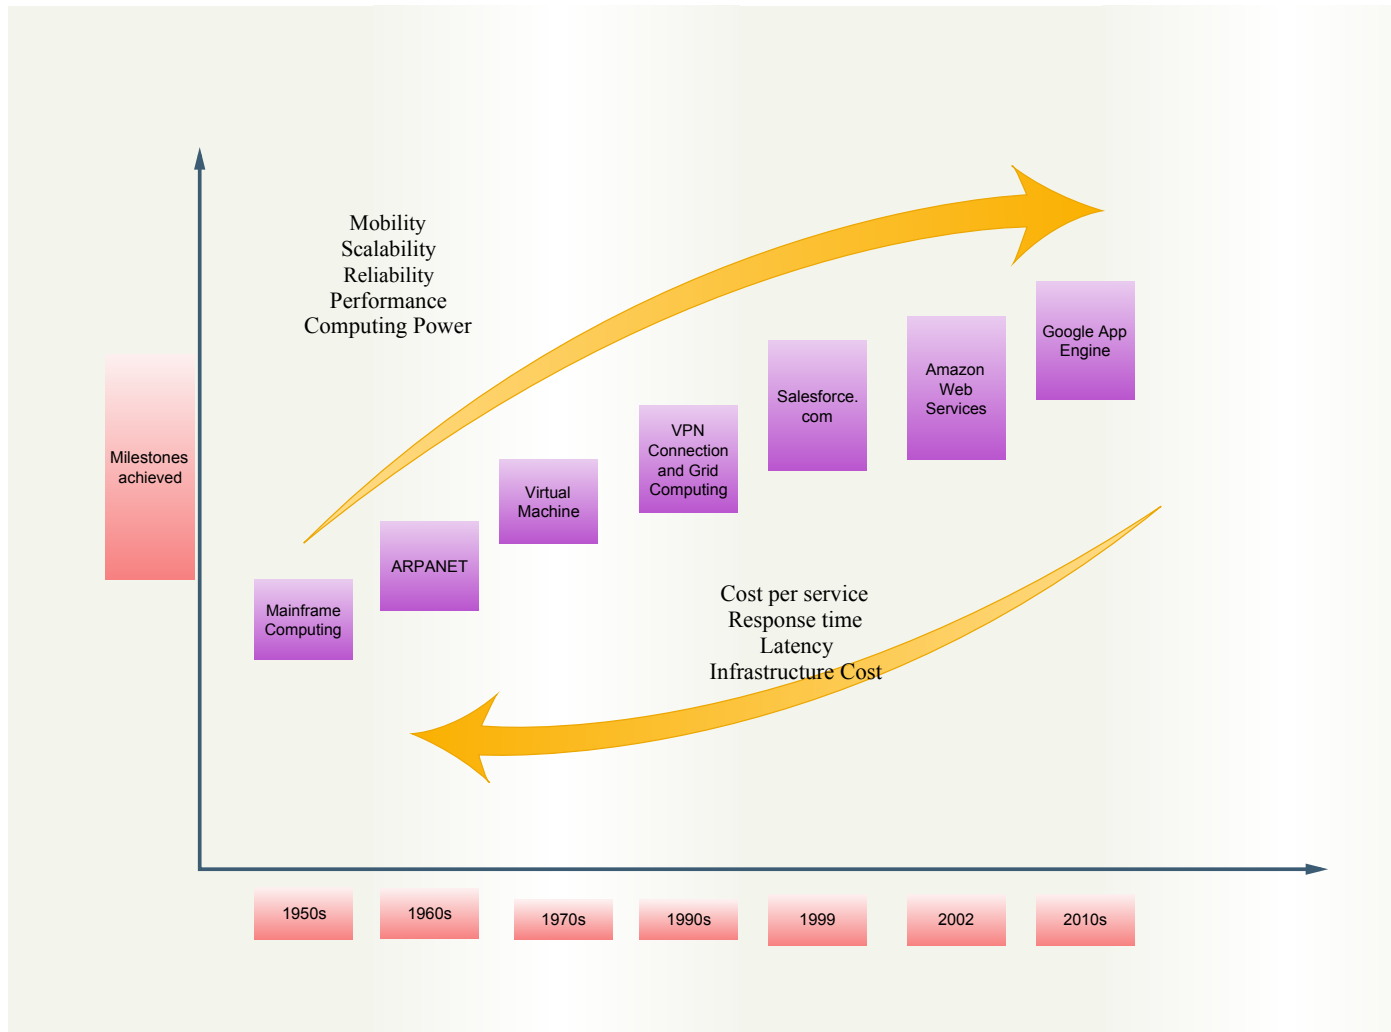 Mobility
Scalability
Reliability
Performance
Computing Power
Milestones
achieved
Google App
Engine
Amazon
Web
Services
Salesforce.
com
VPN
Connection
and Grid
Computing
Virtual
Machine
ARPANET
Mainframe
Computing
Cost per service
Response time
Latency
Infrastructure Cost
1950s
1960s
1970s
1990s
1999
2002
2010s